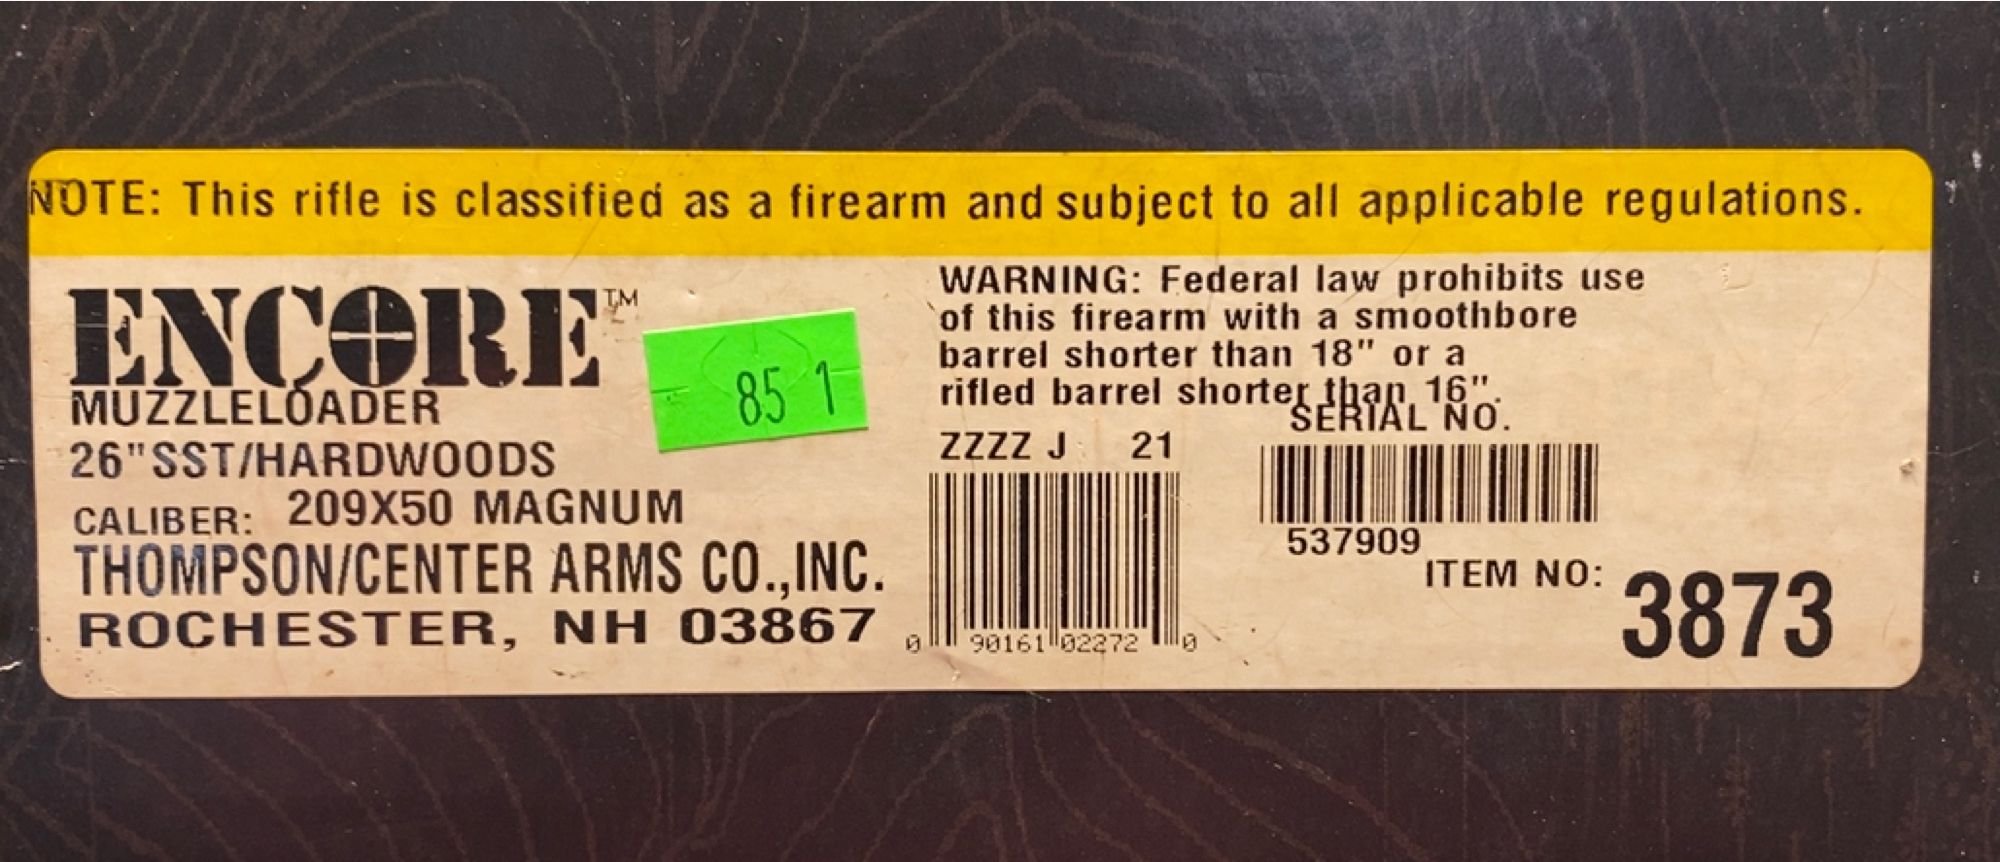 NOTE: This rifle is classified as a firearm and subject to all applicable regulations.
ENCORE™
MUZZLELOADER
26"SST/HARDWOODS
CALIBER: 209X50 MAGNUM
THOMPSON/CENTER ARMS CO.,INC.
ROCHESTER, NH 03867
85 1
WARNING: Federal law prohibits use
of this firearm with a smoothbore
barrel shorter than 18" or a
rifled barrel shorter than 16".
SERIAL NO.
ZZZZ J 21
537909
ITEM NO: 3873
0 90161 02272 0